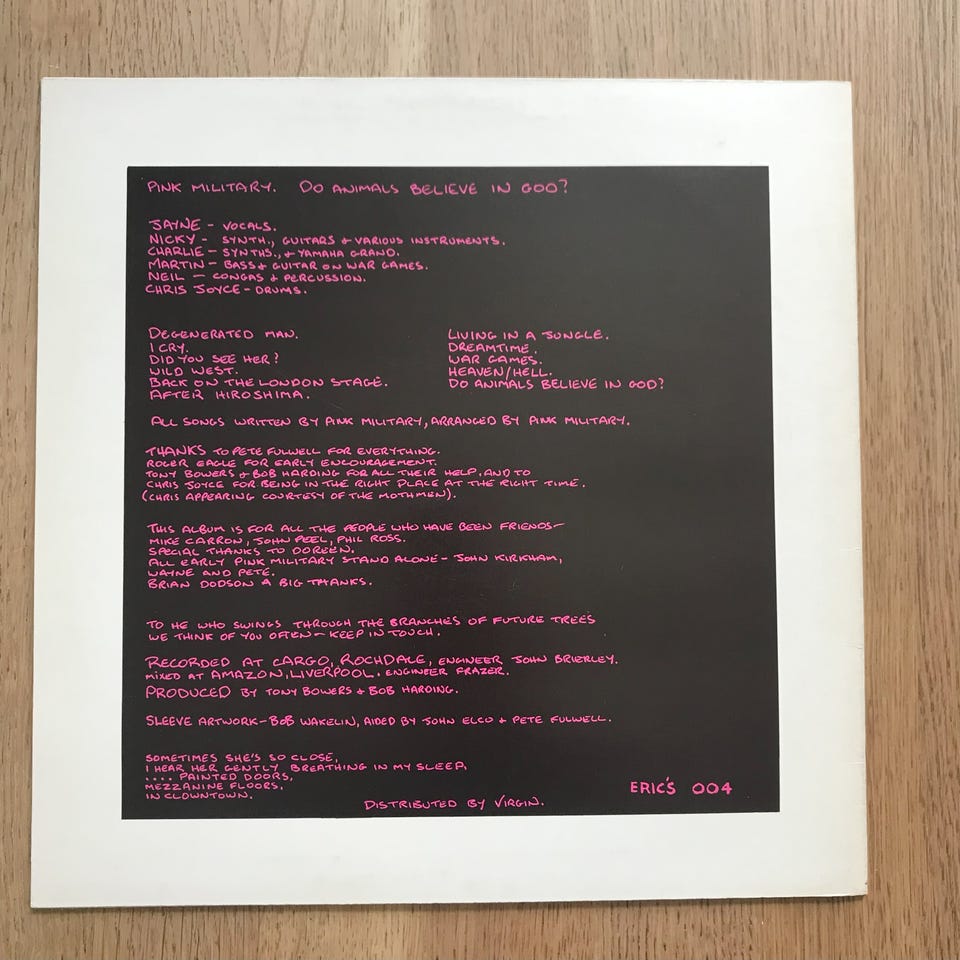 PINK MILITARY. DO ANIMALS BELIEVE IN GOD?
JAYNE - VOCALS.
NICKY - SYNTH., GUITARS + VARIOUS INSTRUMENTS.
CHARLIE - SYNTHS., + YAMAHA GRAND.
MARTIN - BASS + GUITAR ON WAR GAMES.
NEIL - CONGAS + PERCUSSION.
CHRIS JOYCE - DRUMS.
DEGENERATED MAN.
I CRY.
DID YOU SEE HER?
WILD WEST.
BACK ON THE LONDON STAGE.
AFTER HIROSHIMA.
LIVING IN A JUNGLE.
DREAMTIME.
WAR GAMES.
HEAVEN/HELL.
DO ANIMALS BELIEVE IN GOD?
ALL SONGS WRITTEN BY PINK MILITARY, ARRANGED BY PINK MILITARY.
THANKS TO PETE FULWELL FOR EVERYTHING.
ROGER EAGLE FOR EARLY ENCOURAGEMENT.
TONY BOWERS + BOB HARDING FOR ALL THEIR HELP. AND TO
CHRIS JOYCE FOR BEING IN THE RIGHT PLACE AT THE RIGHT TIME.
(CHRIS APPEARING COURTESY OF THE MOTHMEN).
THIS ALBUM IS FOR ALL THE PEOPLE WHO HAVE BEEN FRIENDS -
MIKE CARRON, JOHN PEEL, PHIL ROSS.
SPECIAL THANKS TO DOREEN.
ALL EARLY PINK MILITARY STAND ALONE - JOHN KIRKHAM,
WAYNE AND PETE.
BRIAN DODSON A BIG THANKS.
TO HE WHO SWINGS THROUGH THE BRANCHES OF FUTURE TREES
WE THINK OF YOU OFTEN - KEEP IN TOUCH.
RECORDED AT CARGO, ROCHDALE, ENGINEER JOHN BRIERLEY.
MIXED AT AMAZON, LIVERPOOL. ENGINEER FRAZER.
PRODUCED BY TONY BOWERS + BOB HARDING.
SLEEVE ARTWORK - BOB WAKELIN, AIDED BY JOHN ELCO + PETE FULWELL.
SOMETIMES SHE'S SO CLOSE,
I HEAR HER GENTLY BREATHING IN MY SLEEP,
.... PAINTED DOORS,
MEZZANINE FLOORS,
IN CLOWNTOWN.
DISTRIBUTED BY VIRGIN.
ERIC'S 004